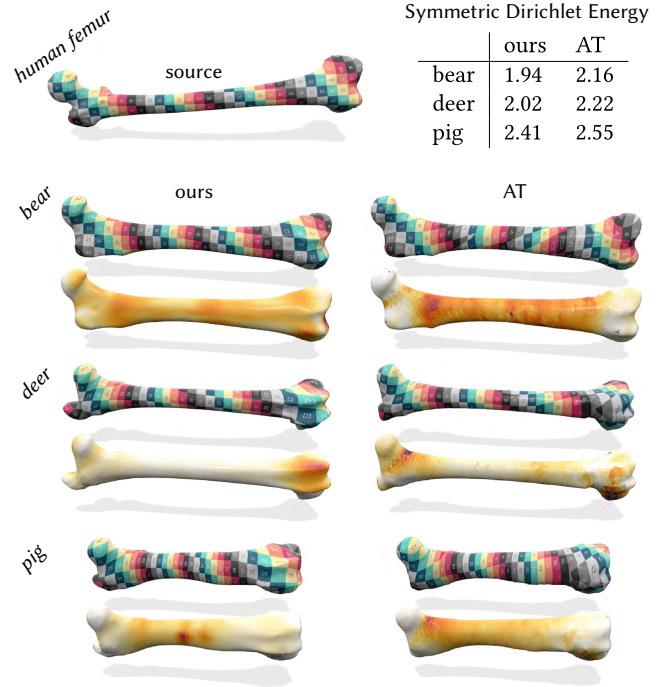 human femur
source
Symmetric Dirichlet Energy
ours AT
bear 1.94 2.16
deer 2.02 2.22
pig 2.41 2.55
ours AT
bear
deer
pig